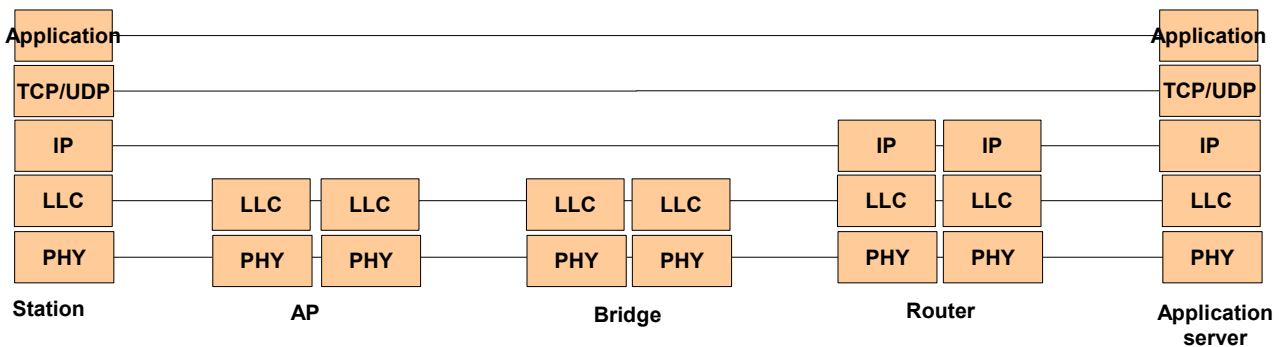 Application Application
TCP/UDP TCP/UDP
IP IP IP IP
LLC LLC LLC LLC LLC LLC LLC LLC
PHY PHY PHY PHY PHY PHY PHY PHY
Station AP Bridge Router Application
server